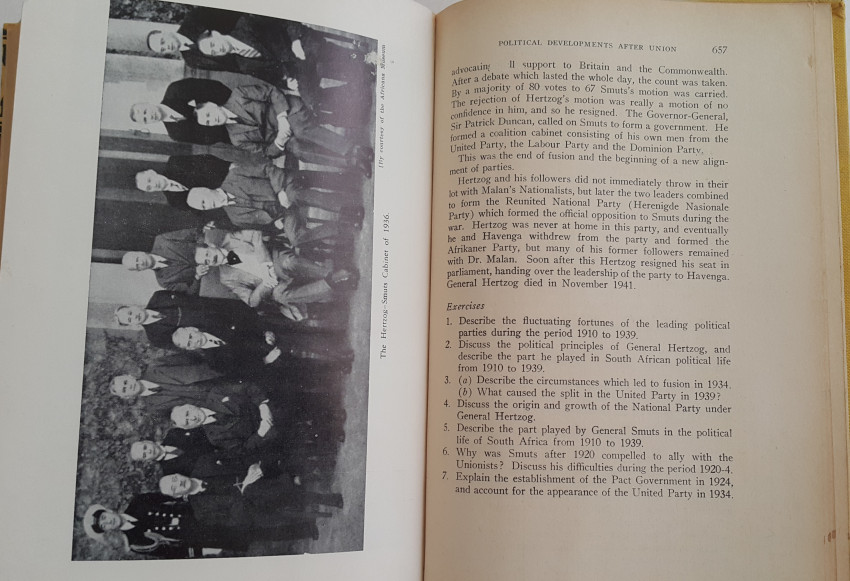 The Hertzog–Smuts Cabinet of 1936.
[By courtesy of the Africana Museum
POLITICAL DEVELOPMENTS AFTER UNION 657
advocating ll support to Britain and the Commonwealth.
After a debate which lasted the whole day, the count was taken.
By a majority of 80 votes to 67 Smuts's motion was carried.
The rejection of Hertzog's motion was really a motion of no
confidence in him, and so he resigned. The Governor-General,
Sir Patrick Duncan, called on Smuts to form a government. He
formed a coalition cabinet consisting of his own men from the
United Party, the Labour Party and the Dominion Party.
This was the end of fusion and the beginning of a new align-
ment of parties.
Hertzog and his followers did not immediately throw in their
lot with Malan's Nationalists, but later the two leaders combined
to form the Reunited National Party (Herenigde Nasionale
Party) which formed the official opposition to Smuts during the
war. Hertzog was never at home in this party, and eventually
he and Havenga withdrew from the party and formed the
Afrikaner Party, but many of his former followers remained
with Dr. Malan. Soon after this Hertzog resigned his seat in
parliament, handing over the leadership of the party to Havenga.
General Hertzog died in November 1941.
Exercises
1. Describe the fluctuating fortunes of the leading political
parties during the period 1910 to 1939.
2. Discuss the political principles of General Hertzog, and
describe the part he played in South African political life
from 1910 to 1939.
3. (a) Describe the circumstances which led to fusion in 1934.
(b) What caused the split in the United Party in 1939?
4. Discuss the origin and growth of the National Party under
General Hertzog.
5. Describe the part played by General Smuts in the political
life of South Africa from 1910 to 1939.
6. Why was Smuts after 1920 compelled to ally with the
Unionists? Discuss his difficulties during the period 1920-4.
7. Explain the establishment of the Pact Government in 1924,
and account for the appearance of the United Party in 1934.